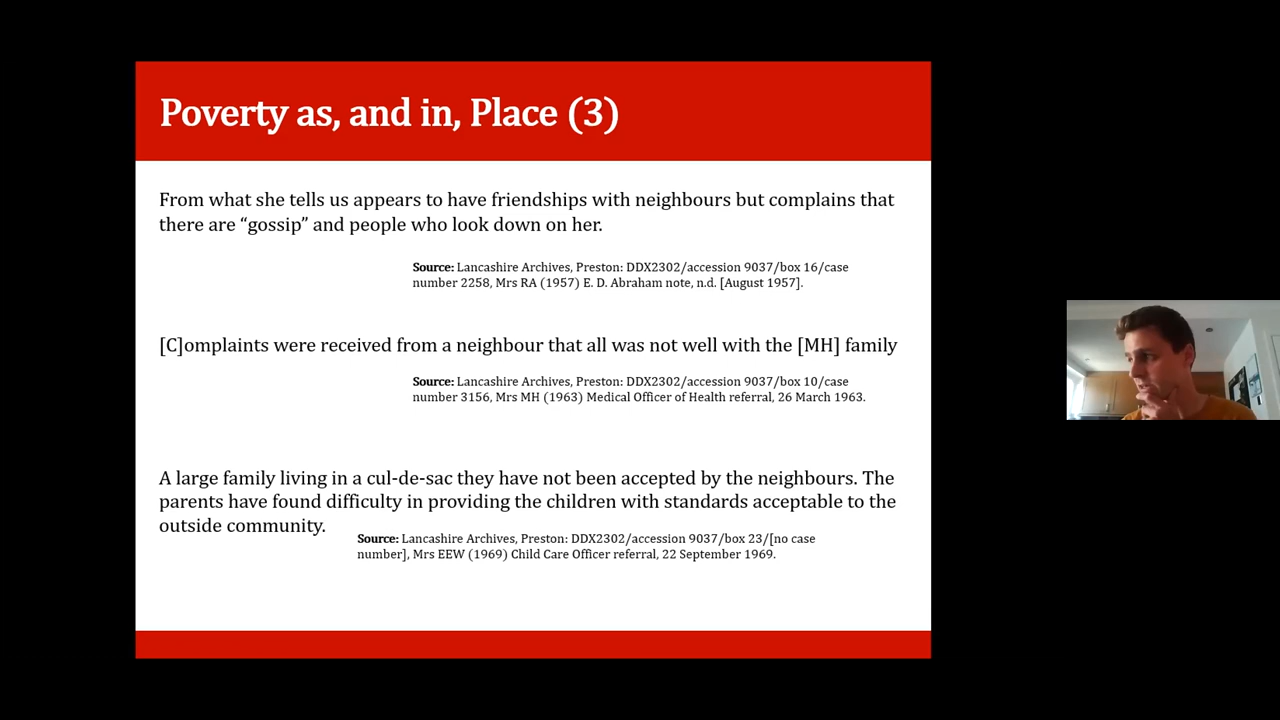 Poverty as, and in, Place (3)
From what she tells us appears to have friendships with neighbours but complains that
there are “gossip” and people who look down on her.
Source: Lancashire Archives, Preston: DDX2302/accession 9037/box 16/case
number 2258, Mrs RA (1957) E. D. Abraham note, n.d. [August 1957].
[C]omplaints were received from a neighbour that all was not well with the [MH] family
Source: Lancashire Archives, Preston: DDX2302/accession 9037/box 10/case
number 3156, Mrs MH (1963) Medical Officer of Health referral, 26 March 1963.
A large family living in a cul-de-sac they have not been accepted by the neighbours. The
parents have found difficulty in providing the children with standards acceptable to the
outside community.
Source: Lancashire Archives, Preston: DDX2302/accession 9037/box 23/[no case
number], Mrs EEW (1969) Child Care Officer referral, 22 September 1969.